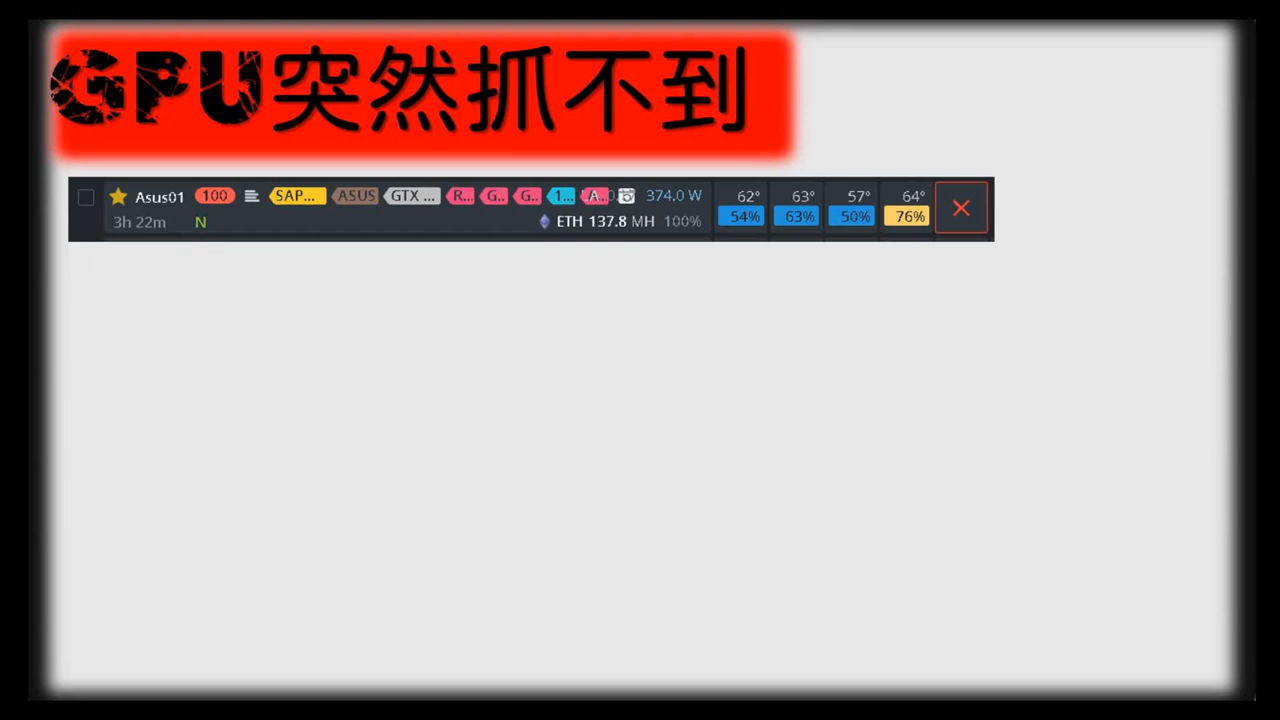 GPU突然抓不到
Asus01 100 SAP... ASUS GTX ... R... G.. G.. 1... A.. 374.0 W 62° 63° 57° 64°
3h 22m N ETH 137.8 MH 100% 54% 63% 50% 76%